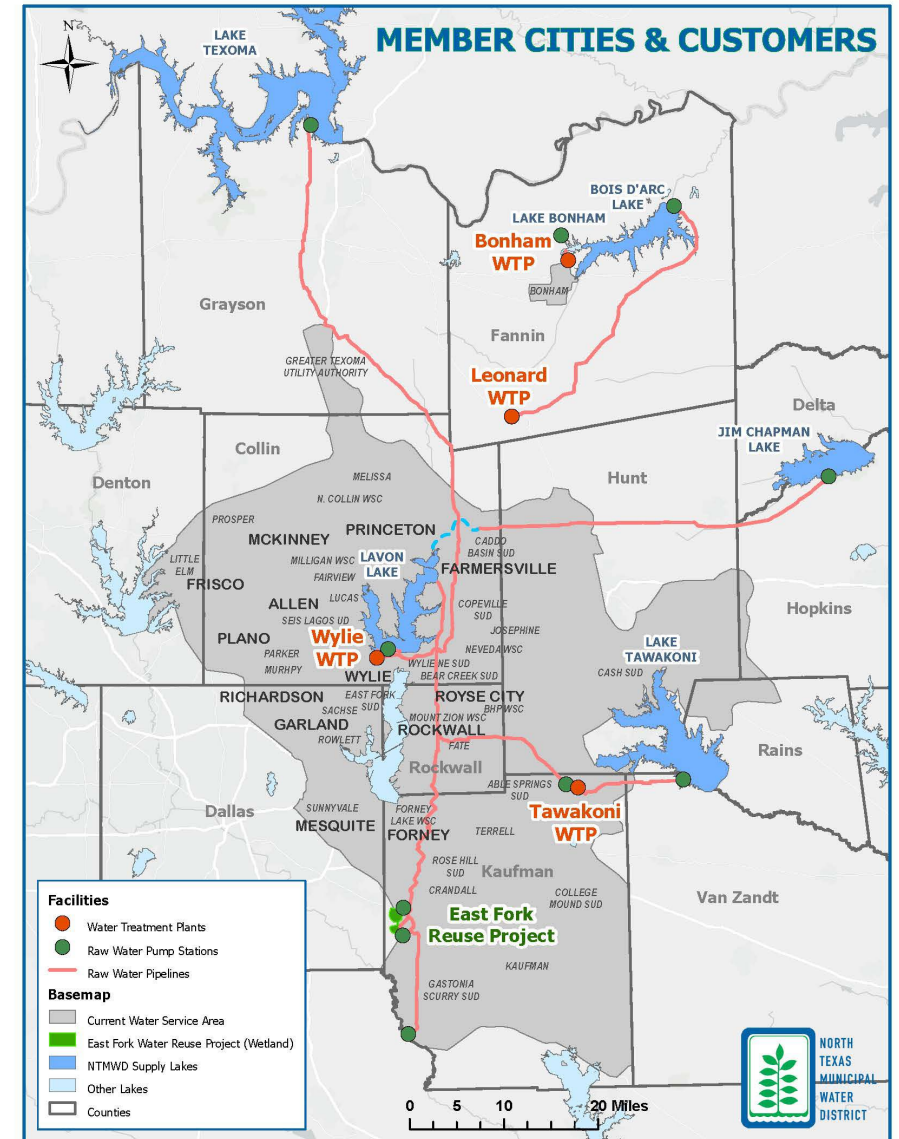 MEMBER CITIES & CUSTOMERS
N
LAKE
TEXOMA
BOIS D'ARC
LAKE
LAKE BONHAM
Bonham
WTP
BONHAM
Grayson
Fannin
GREATER TEXOMA
UTILITY AUTHORITY
Leonard
WTP
Delta
JIM CHAPMAN
LAKE
Collin
Denton
Hunt
MELISSA
N. COLLIN WSC
PROSPER
PRINCETON
MCKINNEY
CADDO
BASIN SUD
LITTLE
ELM
MILLIGAN WSC
LAVON
LAKE
FARMERSVILLE
FRISCO
FAIRVIEW
LUCAS
ALLEN
COPEVILLE
SUD
Hopkins
SEIS LAGOS UD
JOSEPHINE
PLANO
Wylie
WTP
NEVEDA WSC
LAKE
TAWAKONI
PARKER
MURHPY
WYLIE NE SUD
BEAR CREEK SUD
CASH SUD
WYLIE
RICHARDSON
EAST FORK
SUD
ROYSE CITY
SACHSE
BHP WSC
GARLAND
MOUNT ZION WSC
ROCKWALL
ROWLETT
FATE
Rains
Rockwall
ABLE SPRINGS
SUD
Dallas
SUNNYVALE
FORNEY
LAKE WSC
Tawakoni
WTP
MESQUITE
FORNEY
TERRELL
ROSE HILL
SUD
Kaufman
CRANDALL
COLLEGE
MOUND SUD
Van Zandt
East Fork
Reuse Project
KAUFMAN
GASTONIA
SCURRY SUD
Facilities
Water Treatment Plants
Raw Water Pump Stations
Raw Water Pipelines
Basemap
Current Water Service Area
East Fork Water Reuse Project (Wetland)
NTMWD Supply Lakes
Other Lakes
Counties
0 5 10 20 Miles
NORTH
TEXAS
MUNICIPAL
WATER
DISTRICT